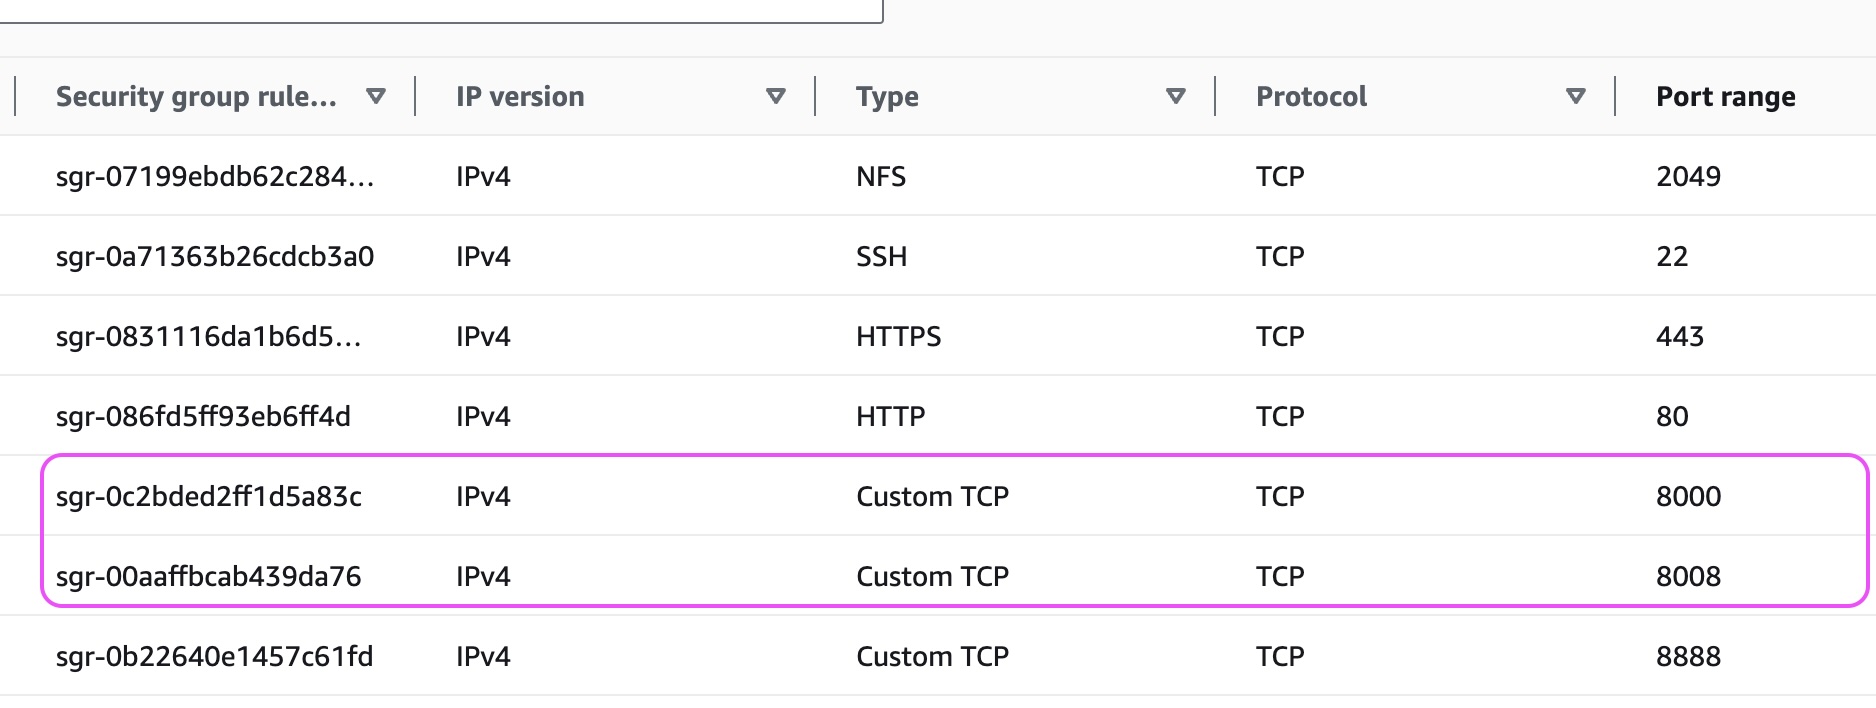 Security group rule... IP version Type Protocol Port range
sgr-07199ebdb62c284... IPv4 NFS TCP 2049
sgr-0a71363b26cdcb3a0 IPv4 SSH TCP 22
sgr-0831116da1b6d5... IPv4 HTTPS TCP 443
sgr-086fd5ff93eb6ff4d IPv4 HTTP TCP 80
sgr-0c2bded2ff1d5a83c IPv4 Custom TCP TCP 8000
sgr-00aaffbcab439da76 IPv4 Custom TCP TCP 8008
sgr-0b22640e1457c61fd IPv4 Custom TCP TCP 8888